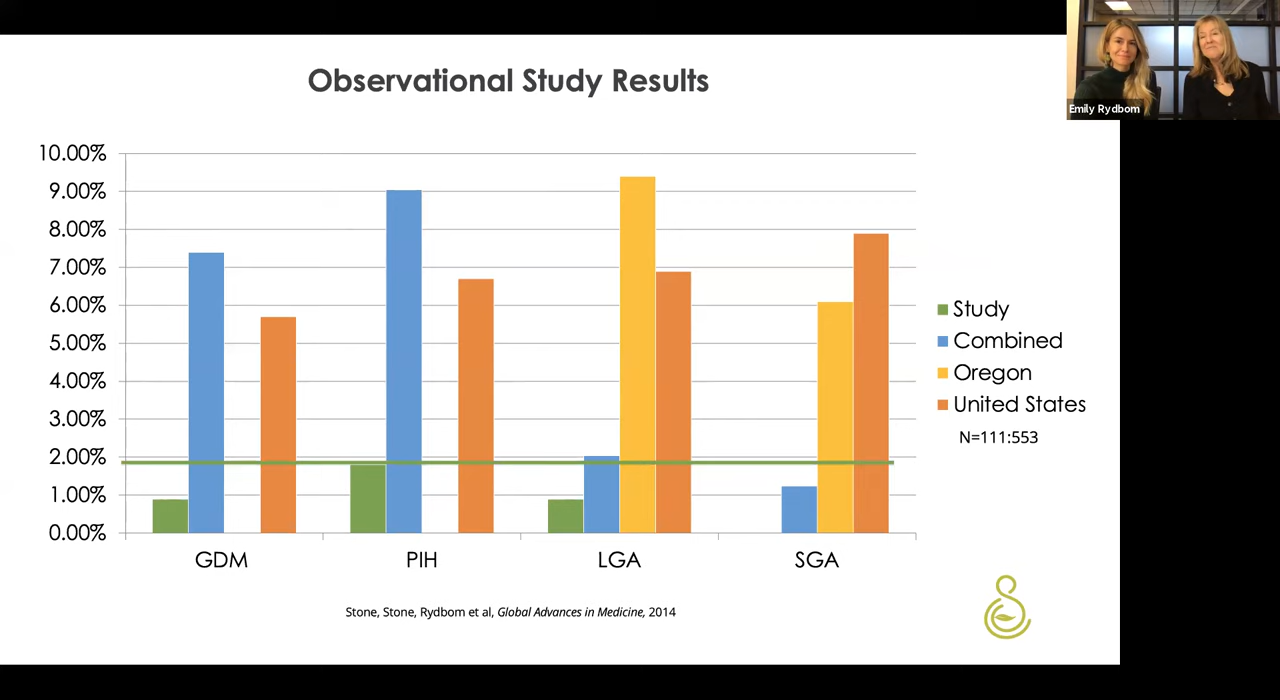 Observational Study Results
Emily Rydbom
10.00%
9.00%
8.00%
7.00%
6.00%
5.00%
4.00%
3.00%
2.00%
1.00%
0.00%
GDM
PIH
LGA
SGA
Study
Combined
Oregon
United States
N=111:553
Stone, Stone, Rydbom et al, Global Advances in Medicine, 2014